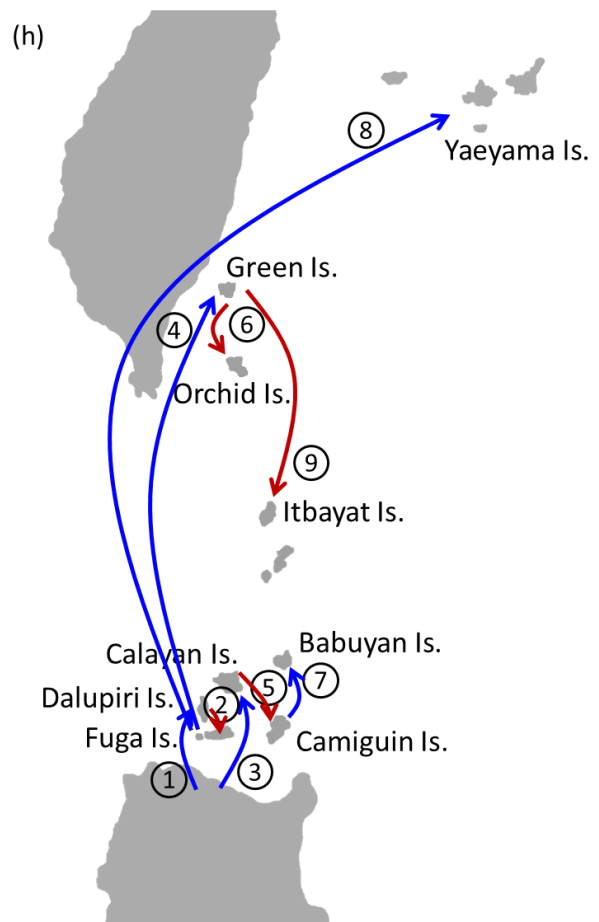 (h)
⑧
Yaeyama Is.
Green Is.
④
⑥
Orchid Is.
⑨
Itbayat Is.
Babuyan Is.
Calayan Is.
⑤
⑦
Dalupiri Is.
②
Fuga Is.
Camiguin Is.
①
③